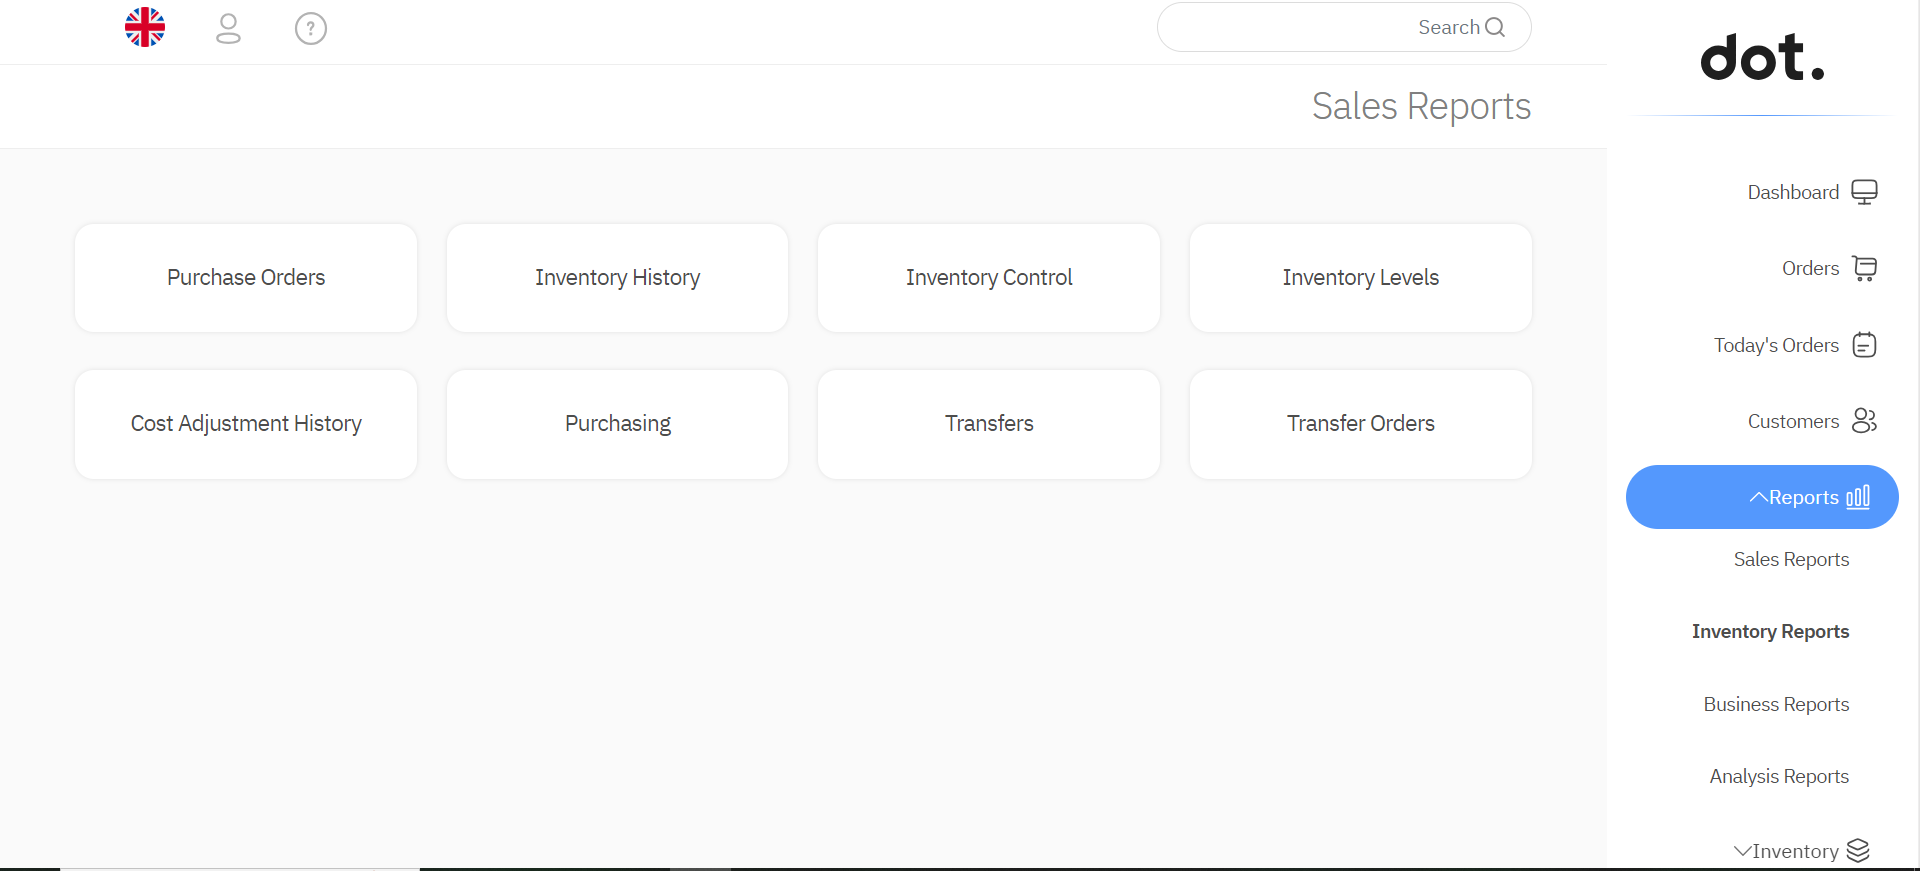 Search
dot.
Sales Reports
Purchase Orders
Inventory History
Inventory Control
Inventory Levels
Cost Adjustment History
Purchasing
Transfers
Transfer Orders
Dashboard
Orders
Today's Orders
Customers
Reports
Sales Reports
Inventory Reports
Business Reports
Analysis Reports
Inventory